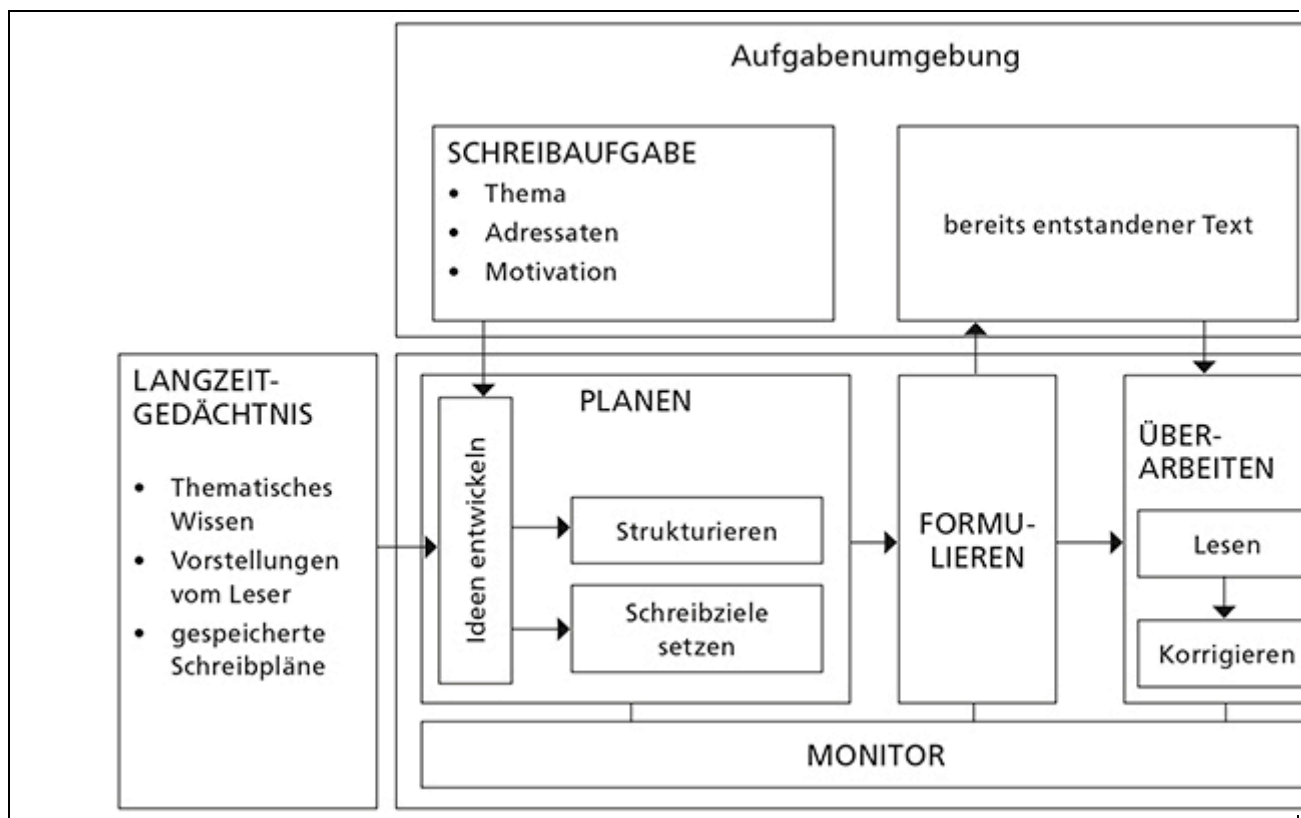 Aufgabenumgebung
SCHREIBAUFGABE
• Thema
• Adressaten
• Motivation
bereits entstandener Text
LANGZEIT-
GEDÄCHTNIS
• Thematisches
Wissen
• Vorstellungen
vom Leser
• gespeicherte
Schreibpläne
PLANEN
Ideen entwickeln
Strukturieren
Schreibziele
setzen
FORMU-
LIEREN
ÜBER-
ARBEITEN
Lesen
Korrigieren
MONITOR